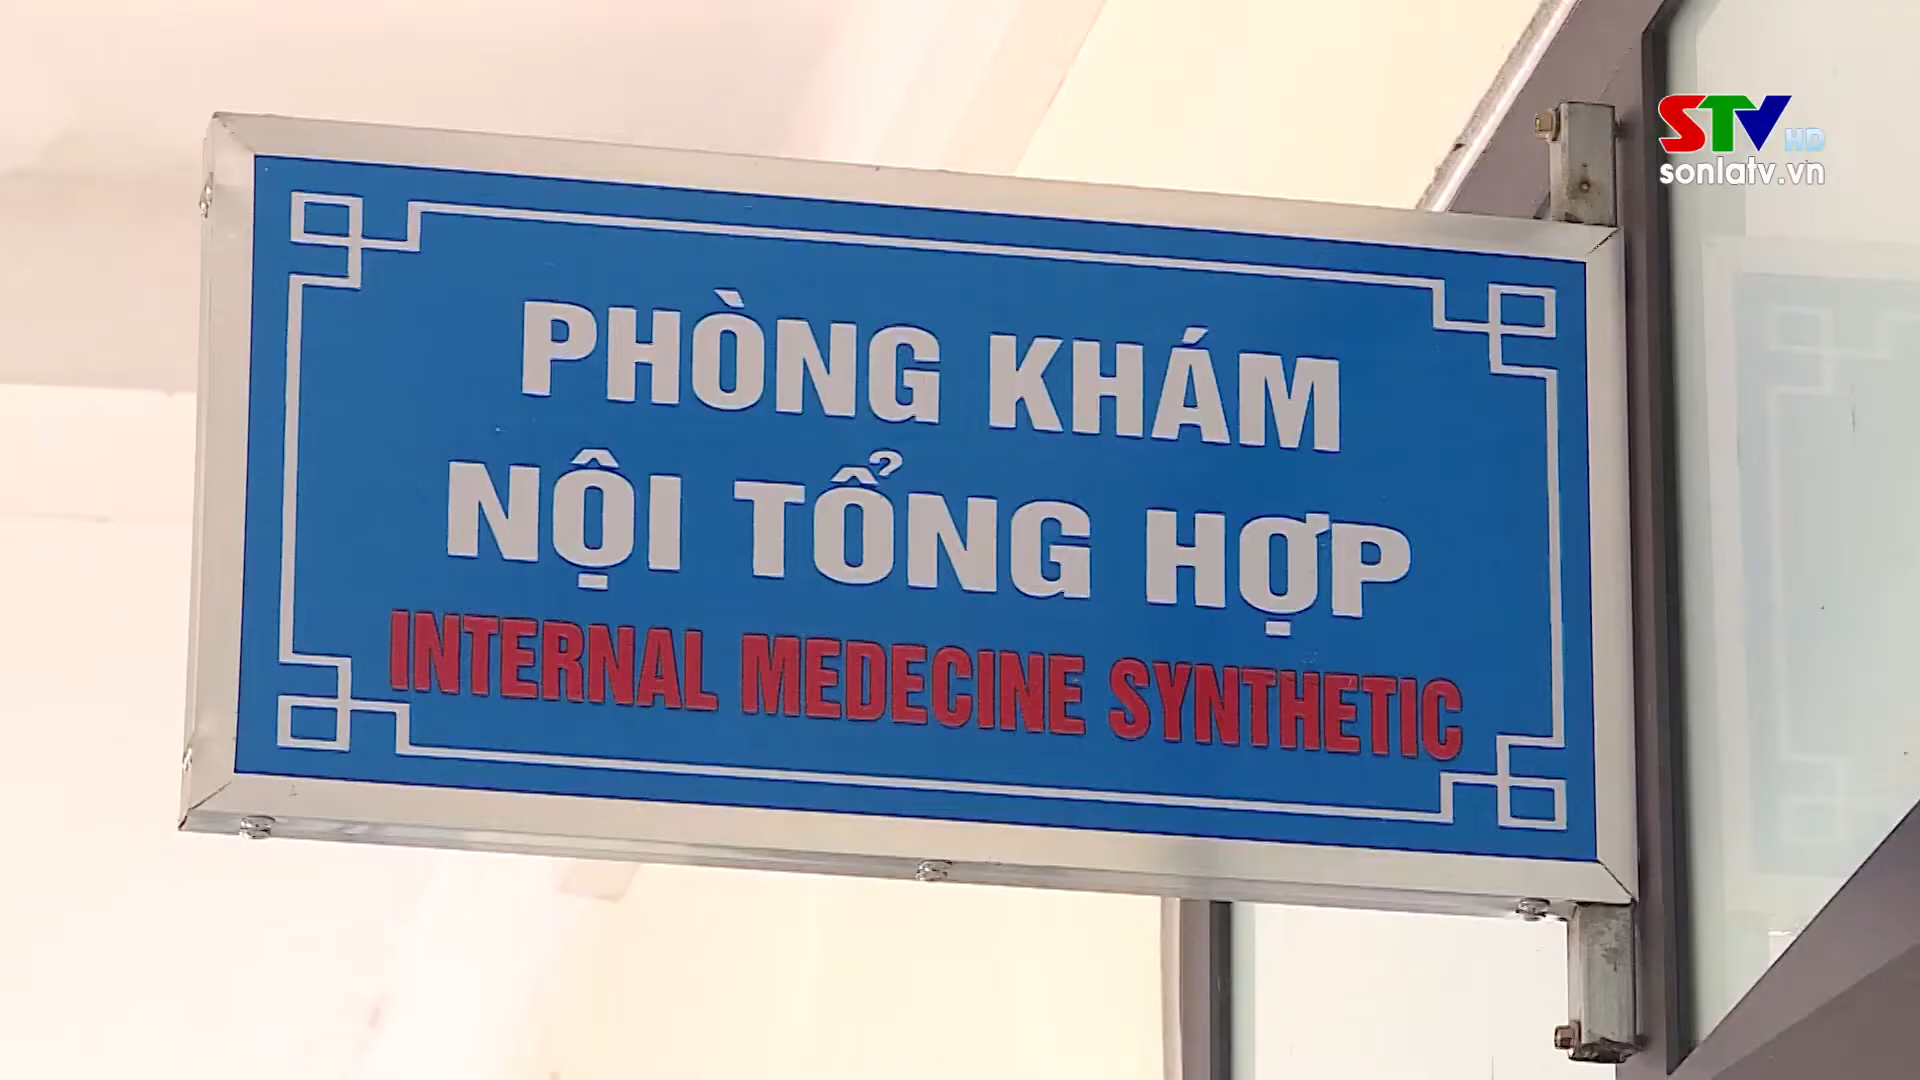 STV HD
sonlatv.vn
PHÒNG KHÁM
NỘI TỔNG HỢP
INTERNAL MEDECINE SYNTHETIC